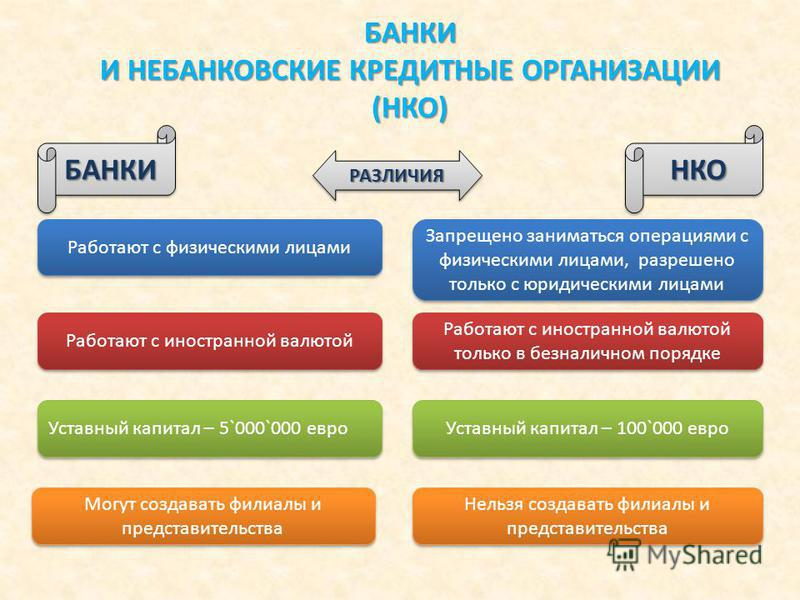 БАНКИ
И НЕБАНКОВСКИЕ КРЕДИТНЫЕ ОРГАНИЗАЦИИ
(НКО)
БАНКИ
РАЗЛИЧИЯ
НКО
Работают с физическими лицами
Запрещено заниматься операциями с
физическими лицами, разрешено
только с юридическими лицами
Работают с иностранной валютой
Работают с иностранной валютой
только в безналичном порядке
Уставный капитал – 5`000`000 евро
Уставный капитал – 100`000 евро
Могут создавать филиалы и
представительства
Нельзя создавать филиалы и
представительства
MyShared